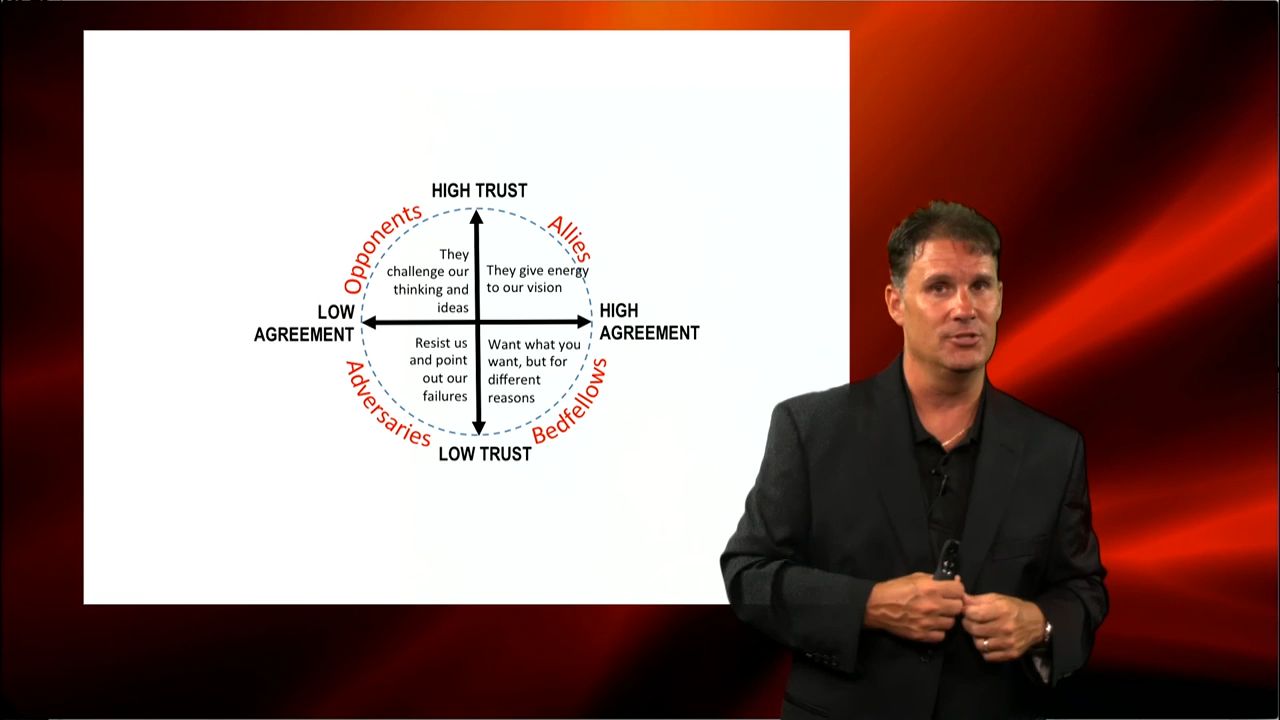 HIGH TRUST
Opponents
Allies
They
challenge our
thinking and
ideas
They give energy
to our vision
LOW
AGREEMENT
HIGH
AGREEMENT
Resist us
and point
out our
failures
Want what you
want, but for
different
reasons
Adversaries
Bedfellows
LOW TRUST